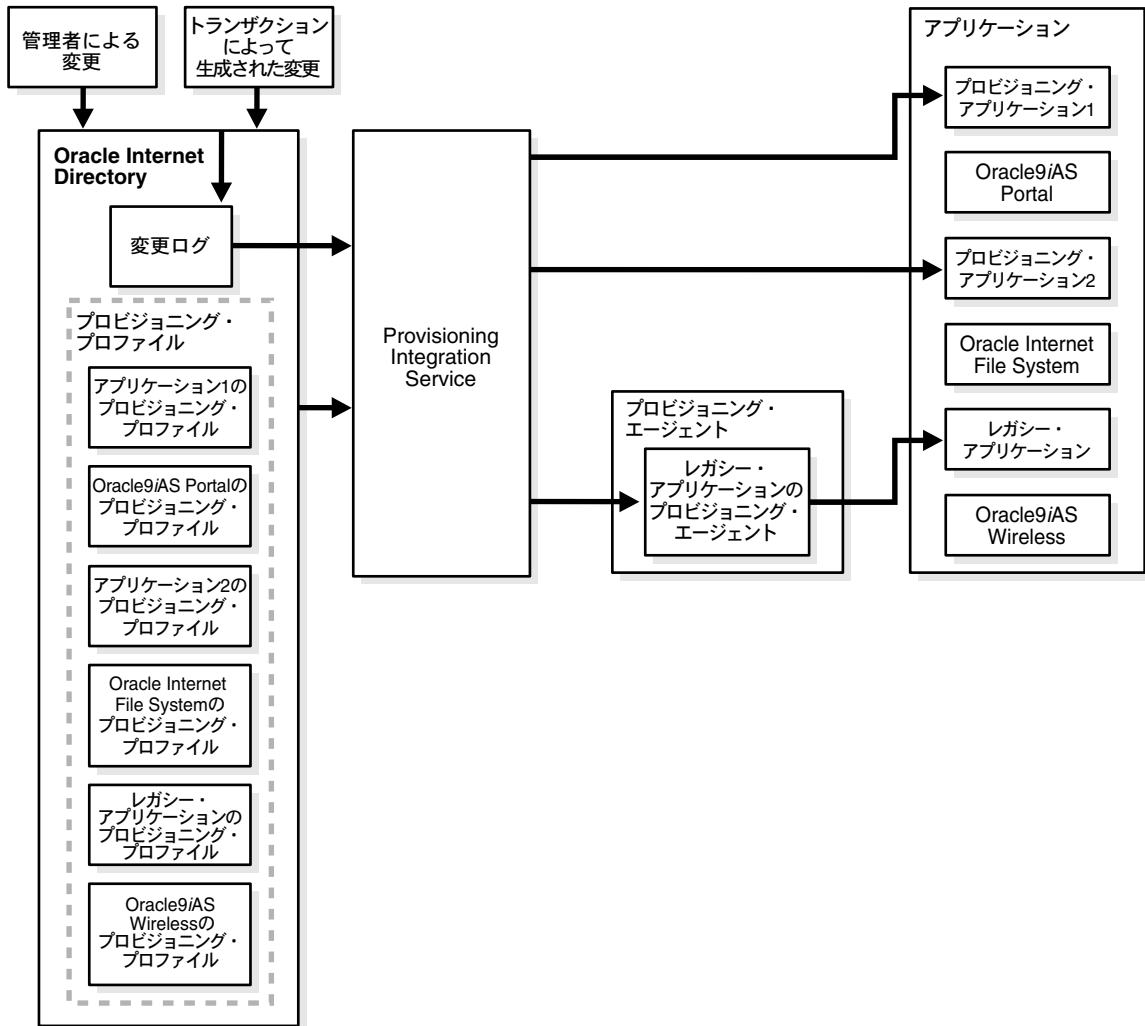 管理者による
変更
トランザクション
によって
生成された変更
Oracle Internet
Directory
変更ログ
プロビジョニング・
プロファイル
アプリケーション1の
プロビジョニング・
プロファイル
Oracle9iAS Portalの
プロビジョニング・
プロファイル
アプリケーション2の
プロビジョニング・
プロファイル
Oracle Internet
File Systemの
プロビジョニング・
プロファイル
レガシー・
アプリケーションの
プロビジョニング・
プロファイル
Oracle9iAS
Wirelessの
プロビジョニング・
プロファイル
Provisioning
Integration
Service
プロビジョニング・
エージェント
レガシー・
アプリケーションの
プロビジョニング・
エージェント
アプリケーション
プロビジョニング・
アプリケーション1
Oracle9iAS
Portal
プロビジョニング・
アプリケーション2
Oracle Internet
File System
レガシー・
アプリケーション
Oracle9iAS
Wireless